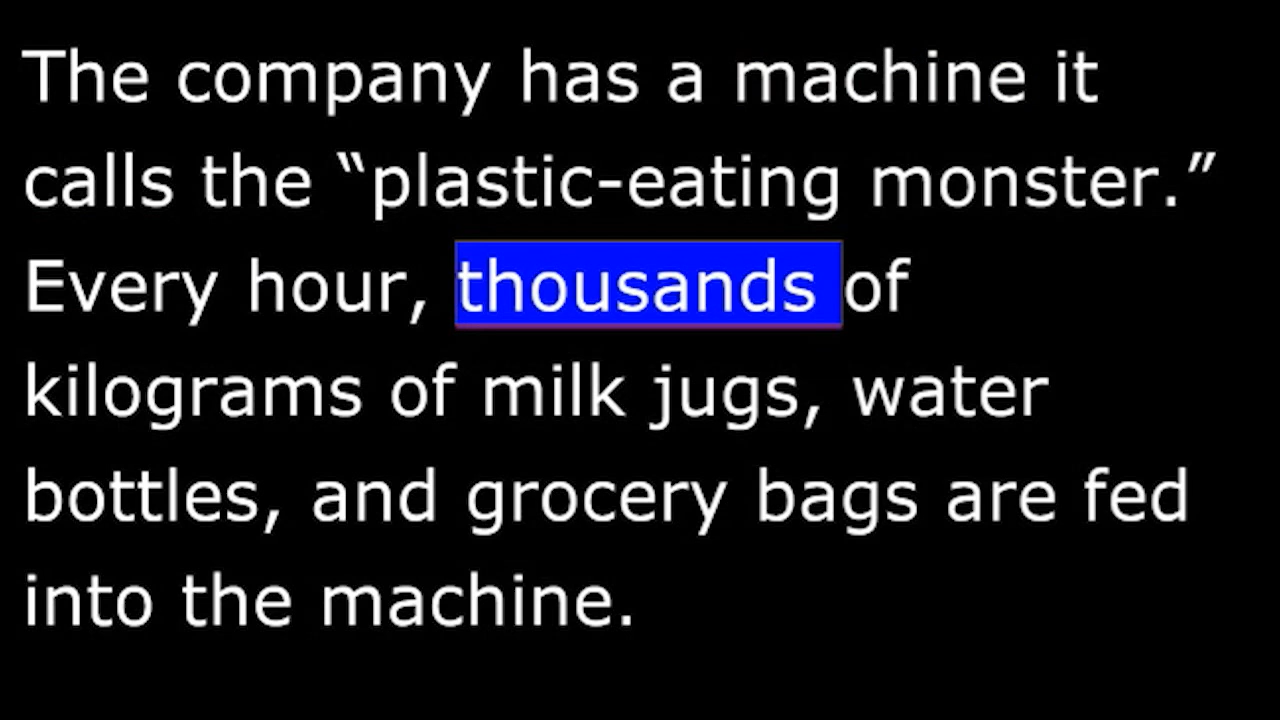 The company has a machine it
calls the “plastic-eating monster.”
Every hour, thousands of
kilograms of milk jugs, water
bottles, and grocery bags are fed
into the machine.